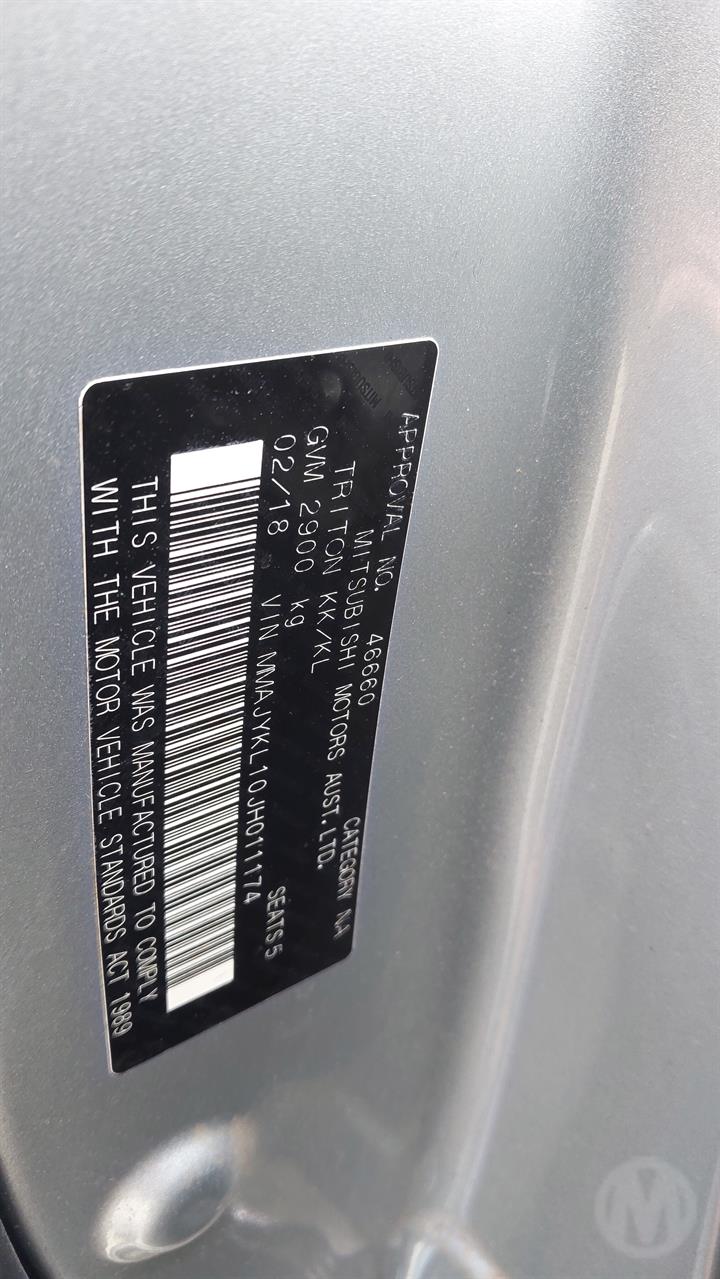 APPROVAL NO. 46660 CATEGORY NA
MITSUBISHI MOTORS AUST. LTD.
TRITON KK/KL
GVM 2900 kg SEATS 5
02/18 VIN MMAJYKL10JH011174
THIS VEHICLE WAS MANUFACTURED TO COMPLY
WITH THE MOTOR VEHICLE STANDARDS ACT 1989
M